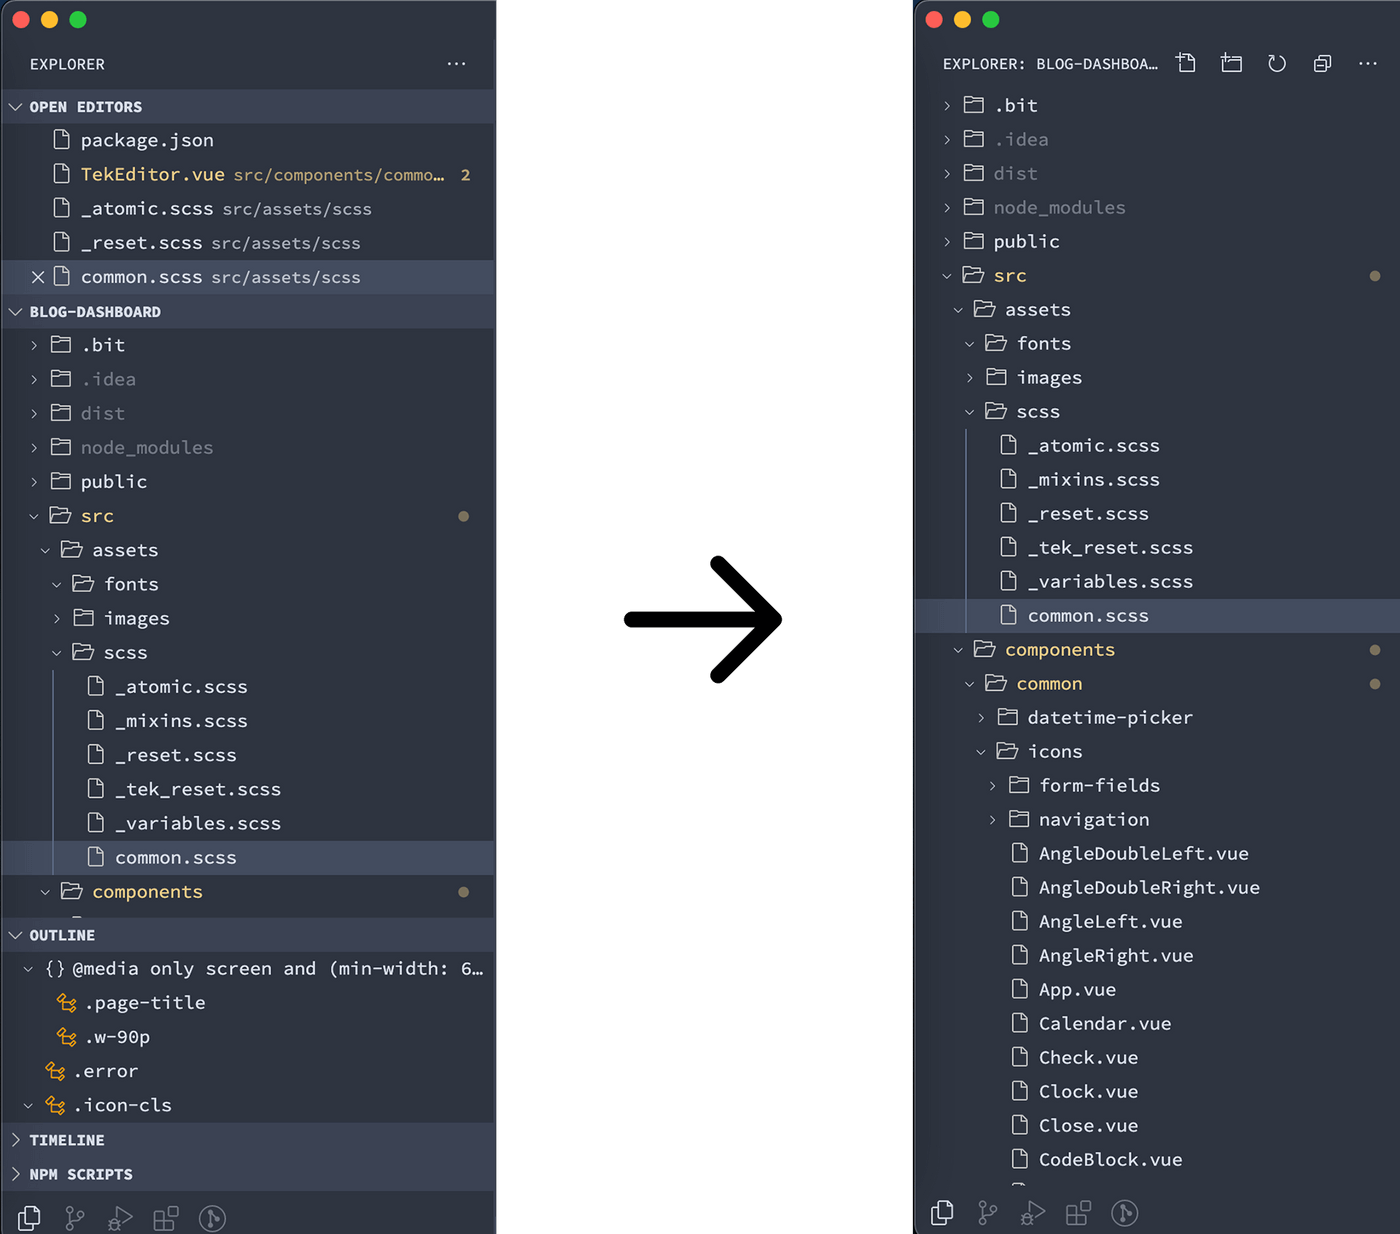 EXPLORER
OPEN EDITORS
package.json
TekEditor.vue src/components/commo… 2
_atomic.scss src/assets/scss
_reset.scss src/assets/scss
common.scss src/assets/scss
BLOG-DASHBOARD
.bit
.idea
dist
node_modules
public
src
assets
fonts
images
scss
_atomic.scss
_mixins.scss
_reset.scss
_tek_reset.scss
_variables.scss
common.scss
components
OUTLINE
{} @media only screen and (min-width: 6…
.page-title
.w-90p
.error
.icon-cls
TIMELINE
NPM SCRIPTS
EXPLORER: BLOG-DASHBOA…
.bit
.idea
dist
node_modules
public
src
assets
fonts
images
scss
_atomic.scss
_mixins.scss
_reset.scss
_tek_reset.scss
_variables.scss
common.scss
components
common
datetime-picker
icons
form-fields
navigation
AngleDoubleLeft.vue
AngleDoubleRight.vue
AngleLeft.vue
AngleRight.vue
App.vue
Calendar.vue
Check.vue
Clock.vue
Close.vue
CodeBlock.vue